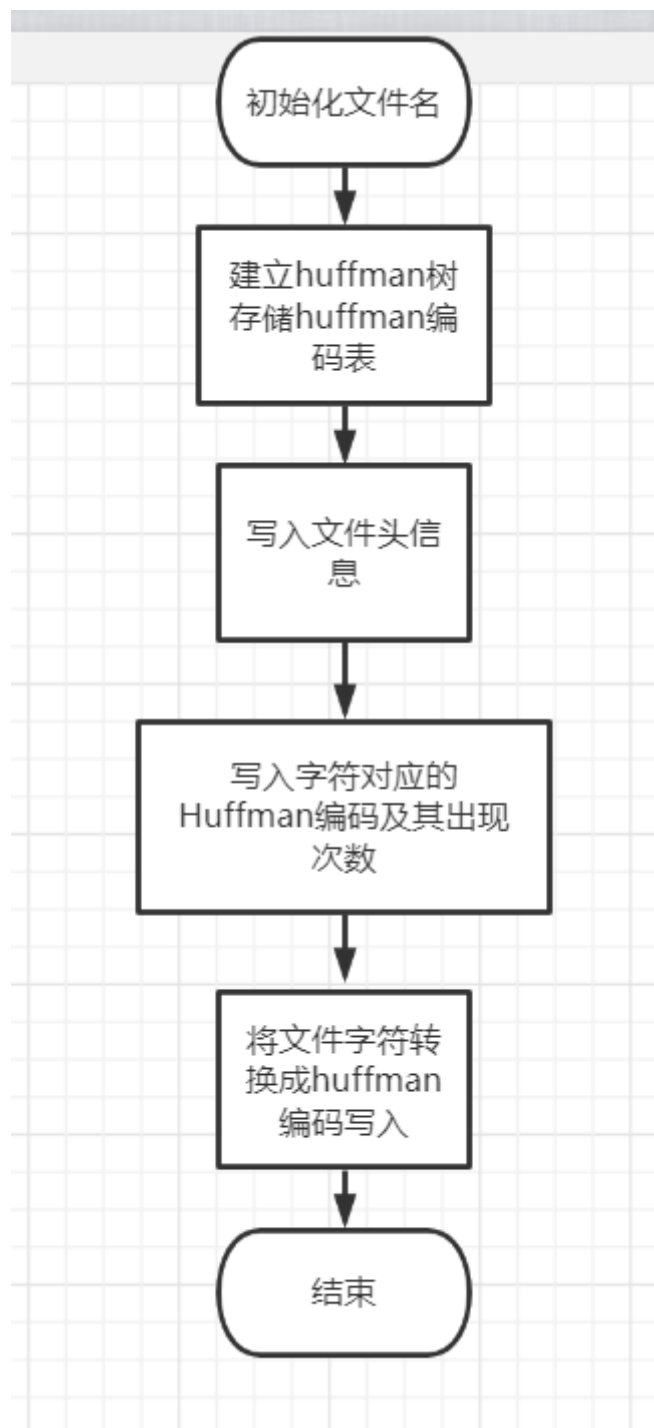 初始化文件名
建立huffman树
存储huffman编
码表
写入文件头信
息
写入字符对应的
Huffman编码及其出现
次数
将文件字符转
换成huffman
编码写入
结束